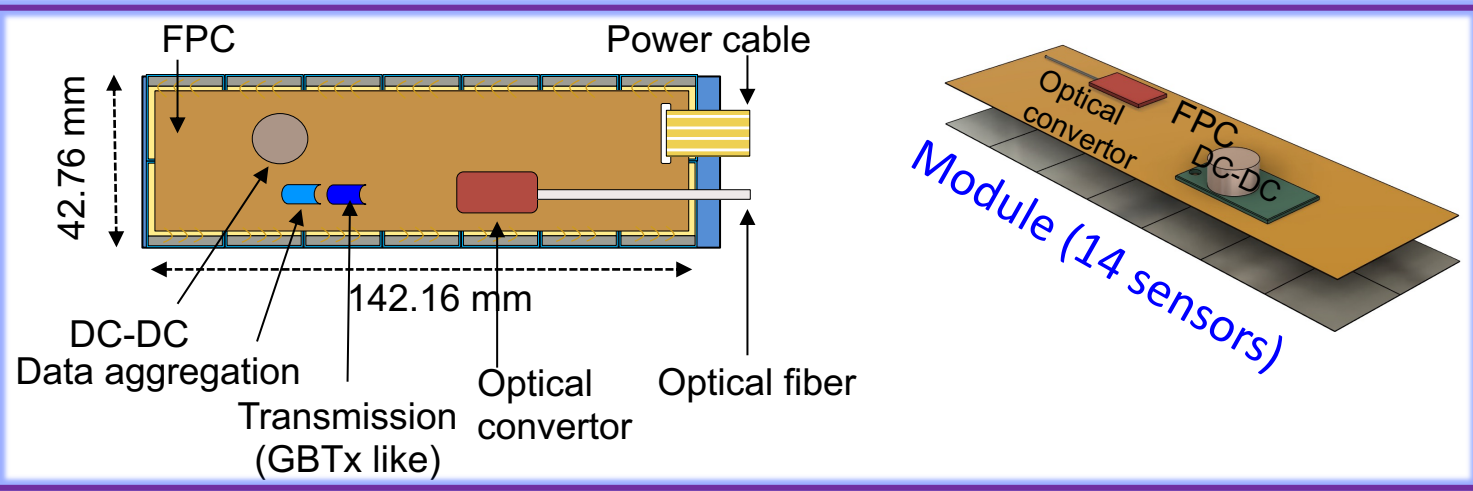 FPC
Power cable
42.76 mm
142.16 mm
DC-DC
Data aggregation
Transmission
(GBTx like)
Optical
convertor
Optical fiber
Optical
convertor
FPC
DC-DC
Module (14 sensors)